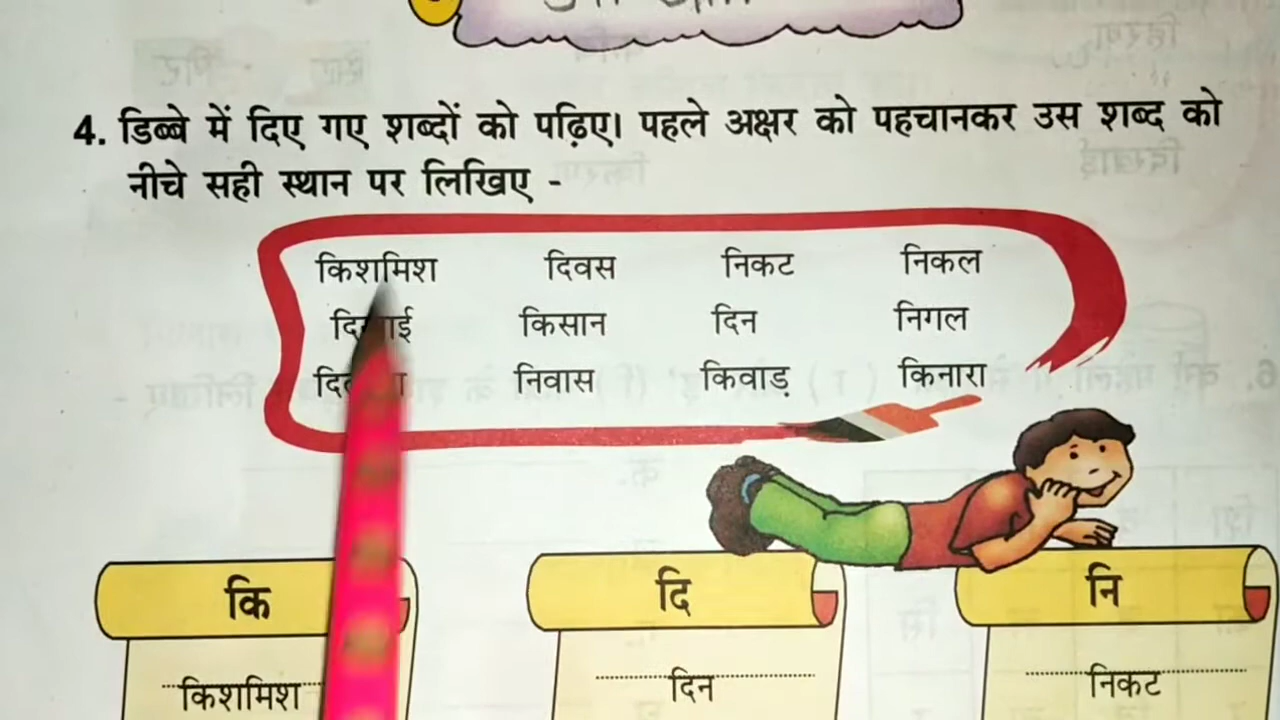 4. डिब्बे में दिए गए शब्दों को पढ़िए। पहले अक्षर को पहचानकर उस शब्द को
नीचे सही स्थान पर लिखिए -
किशमिश दिवस निकट निकल
किसान दिन निगल
निवास किवाड़ किनारा
कि दि नि
किशमिश दिन निकट